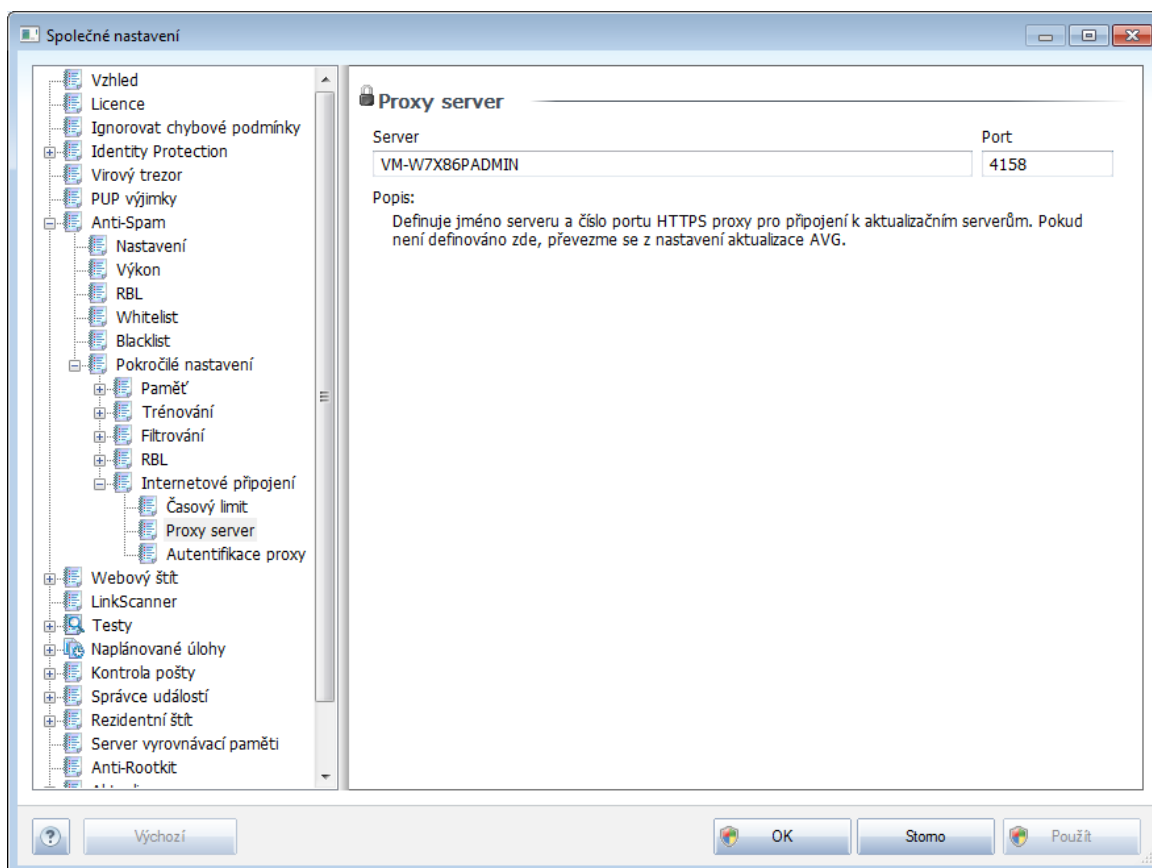 Společné nastavení
Vzhled
Licence
Ignorovat chybové podmínky
Identity Protection
Virový trezor
PUP výjimky
Anti-Spam
Nastavení
Výkon
RBL
Whitelist
Blacklist
Pokročilé nastavení
Paměť
Trénování
Filtrování
RBL
Internetové připojení
Časový limit
Proxy server
Autentifikace proxy
Webový štít
LinkScanner
Testy
Naplánované úlohy
Kontrola pošty
Správce událostí
Rezidentní štít
Server vyrovnávací paměti
Anti-Rootkit
Proxy server
Server Port
VM-W7X86PADMIN 4158
Popis:
Definuje jméno serveru a číslo portu HTTPS proxy pro připojení k aktualizačním serverům. Pokud
není definováno zde, převezme se z nastavení aktualizace AVG.
? Výchozí OK Storno Použít